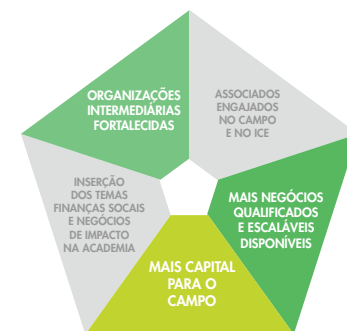 ORGANIZAÇÕES
INTERMEDIÁRIAS
FORTALECIDAS
ASSOCIADOS
ENGAJADOS
NO CAMPO
E NO ICE
INSERÇÃO
DOS TEMAS
FINANÇAS SOCAIS
E NEGÓCIOS
DE IMPACTO
NA ACADEMIA
MAIS NEGÓCIOS
QUALIFICADOS
E ESCALÁVEIS
DISPONÍVEIS
MAIS CAPITAL
PARA O
CAMPO